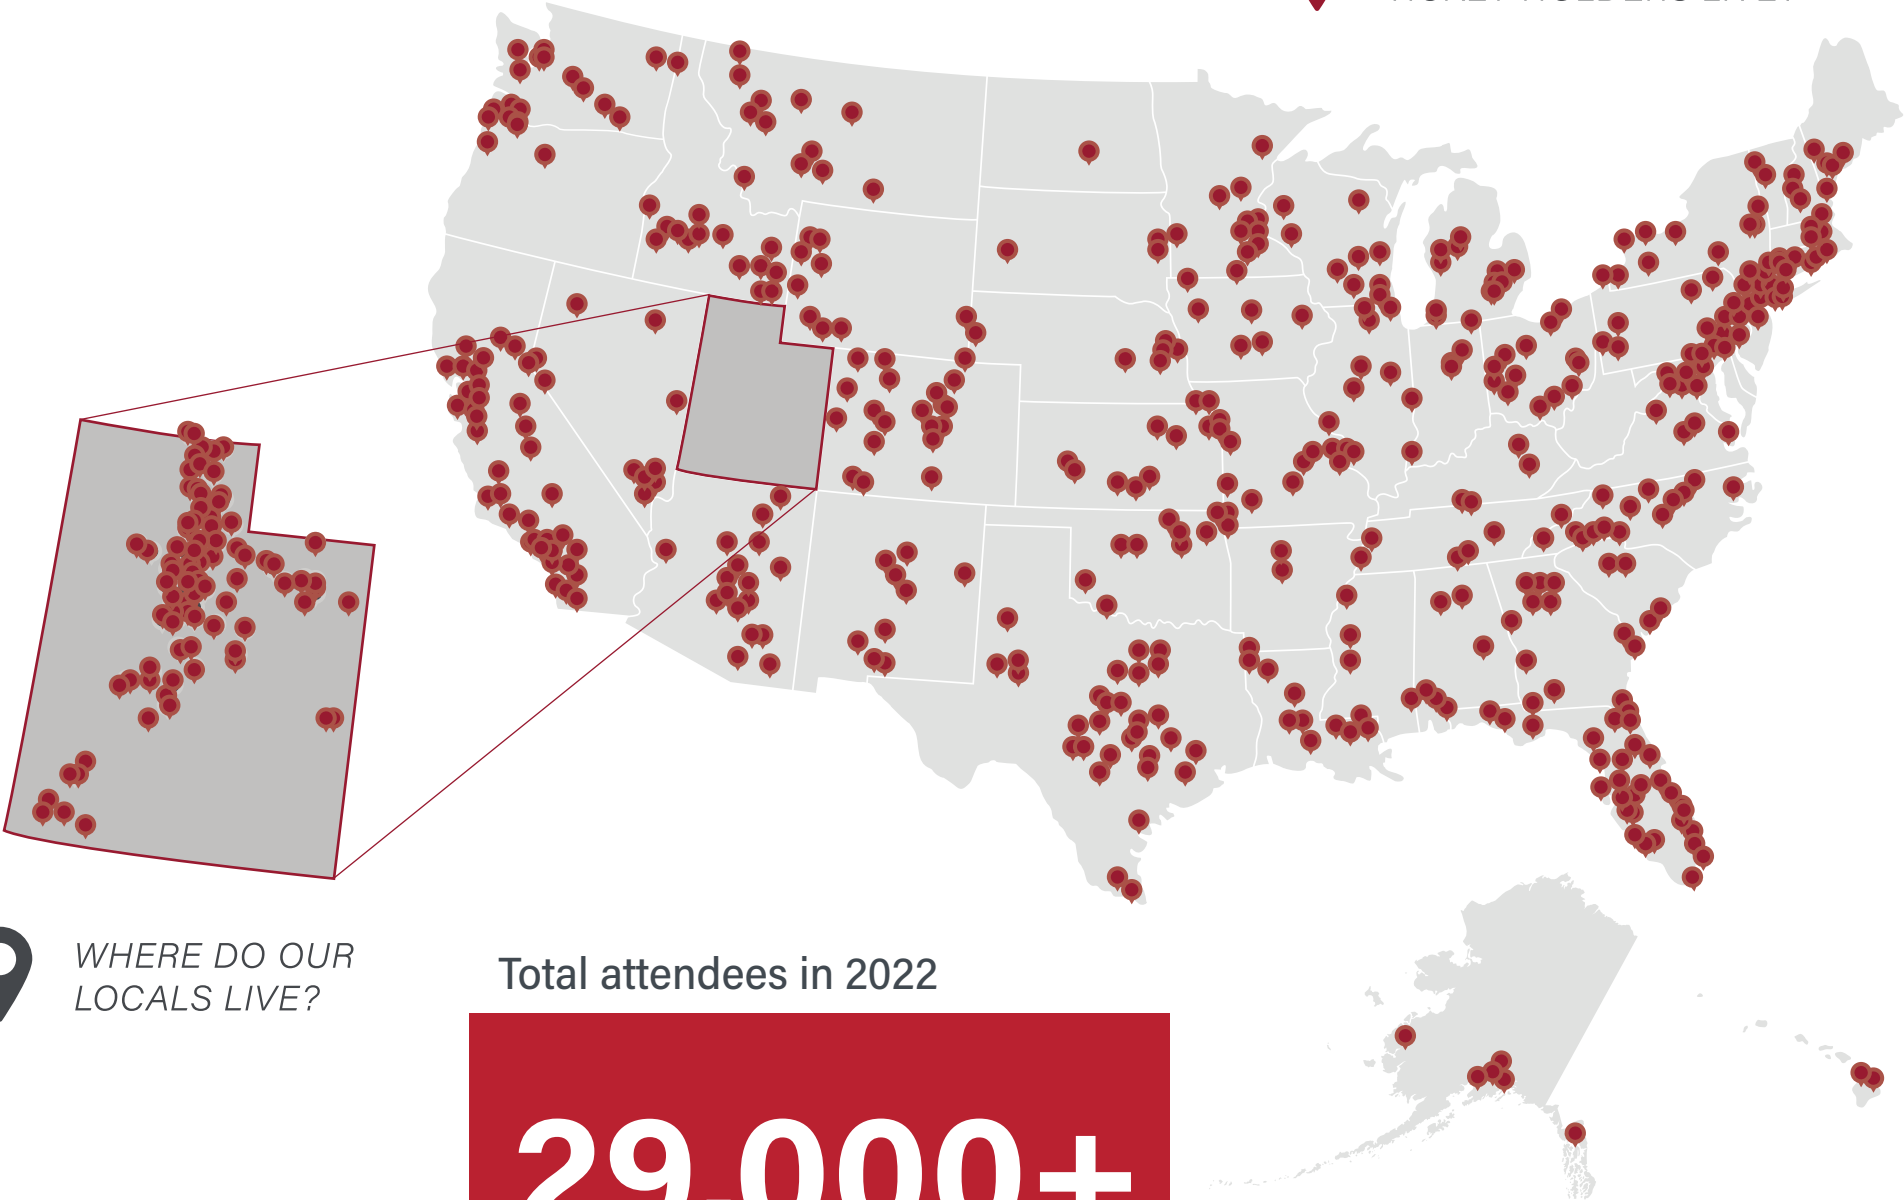 WHERE DO OUR
LOCALS LIVE?
Total attendees in 2022
29,000+